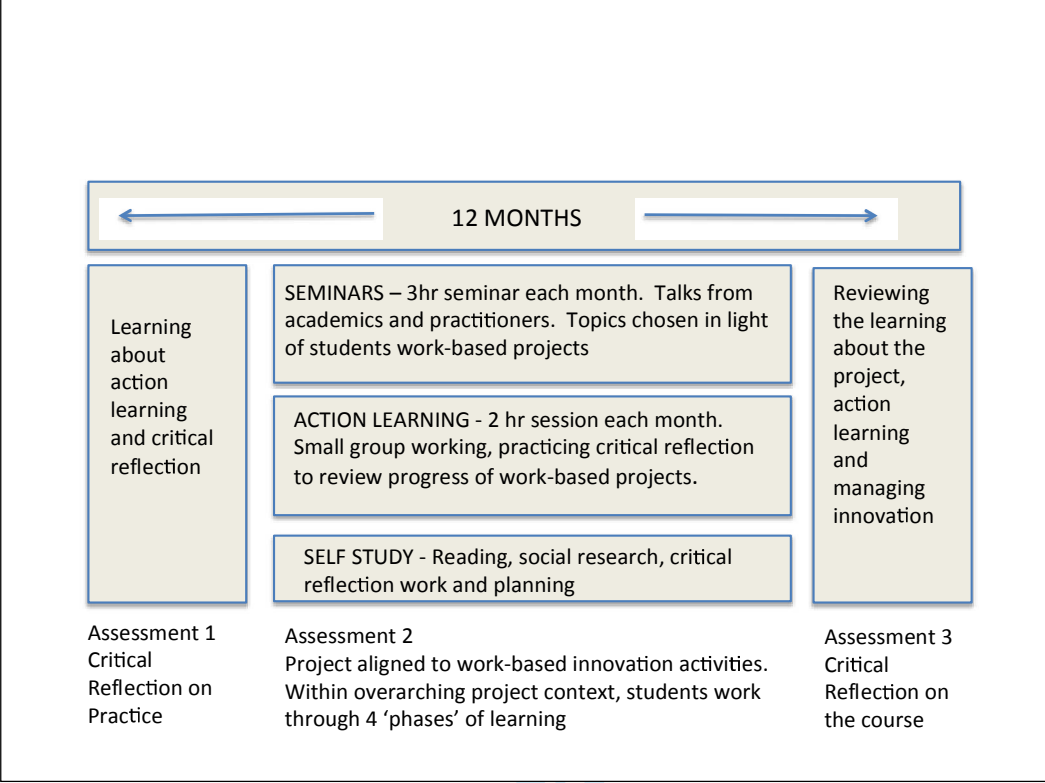 12 MONTHS
Learning
about
action
learning
and critical
reflection
SEMINARS – 3hr seminar each month.  Talks from
academics and practitioners.  Topics chosen in light
of students work-based projects
ACTION LEARNING - 2 hr session each month.
Small group working, practicing critical reflection
to review progress of work-based projects.
SELF STUDY - Reading, social research, critical
reflection work and planning
Reviewing
the learning
about the
project,
action
learning
and
managing
innovation
Assessment 1
Critical
Reflection on
Practice
Assessment 2
Project aligned to work-based innovation activities.
Within overarching project context, students work
through 4 ‘phases’ of learning
Assessment 3
Critical
Reflection on
the course